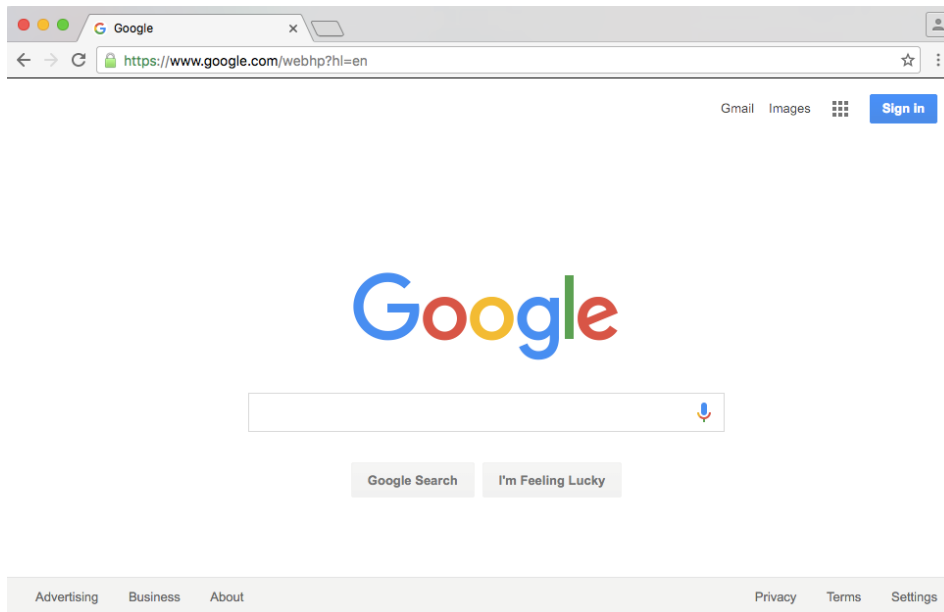 Google
https://www.google.com/webhp?hl=en
Gmail Images Sign in
Google
Google Search I'm Feeling Lucky
Advertising Business About Privacy Terms Settings